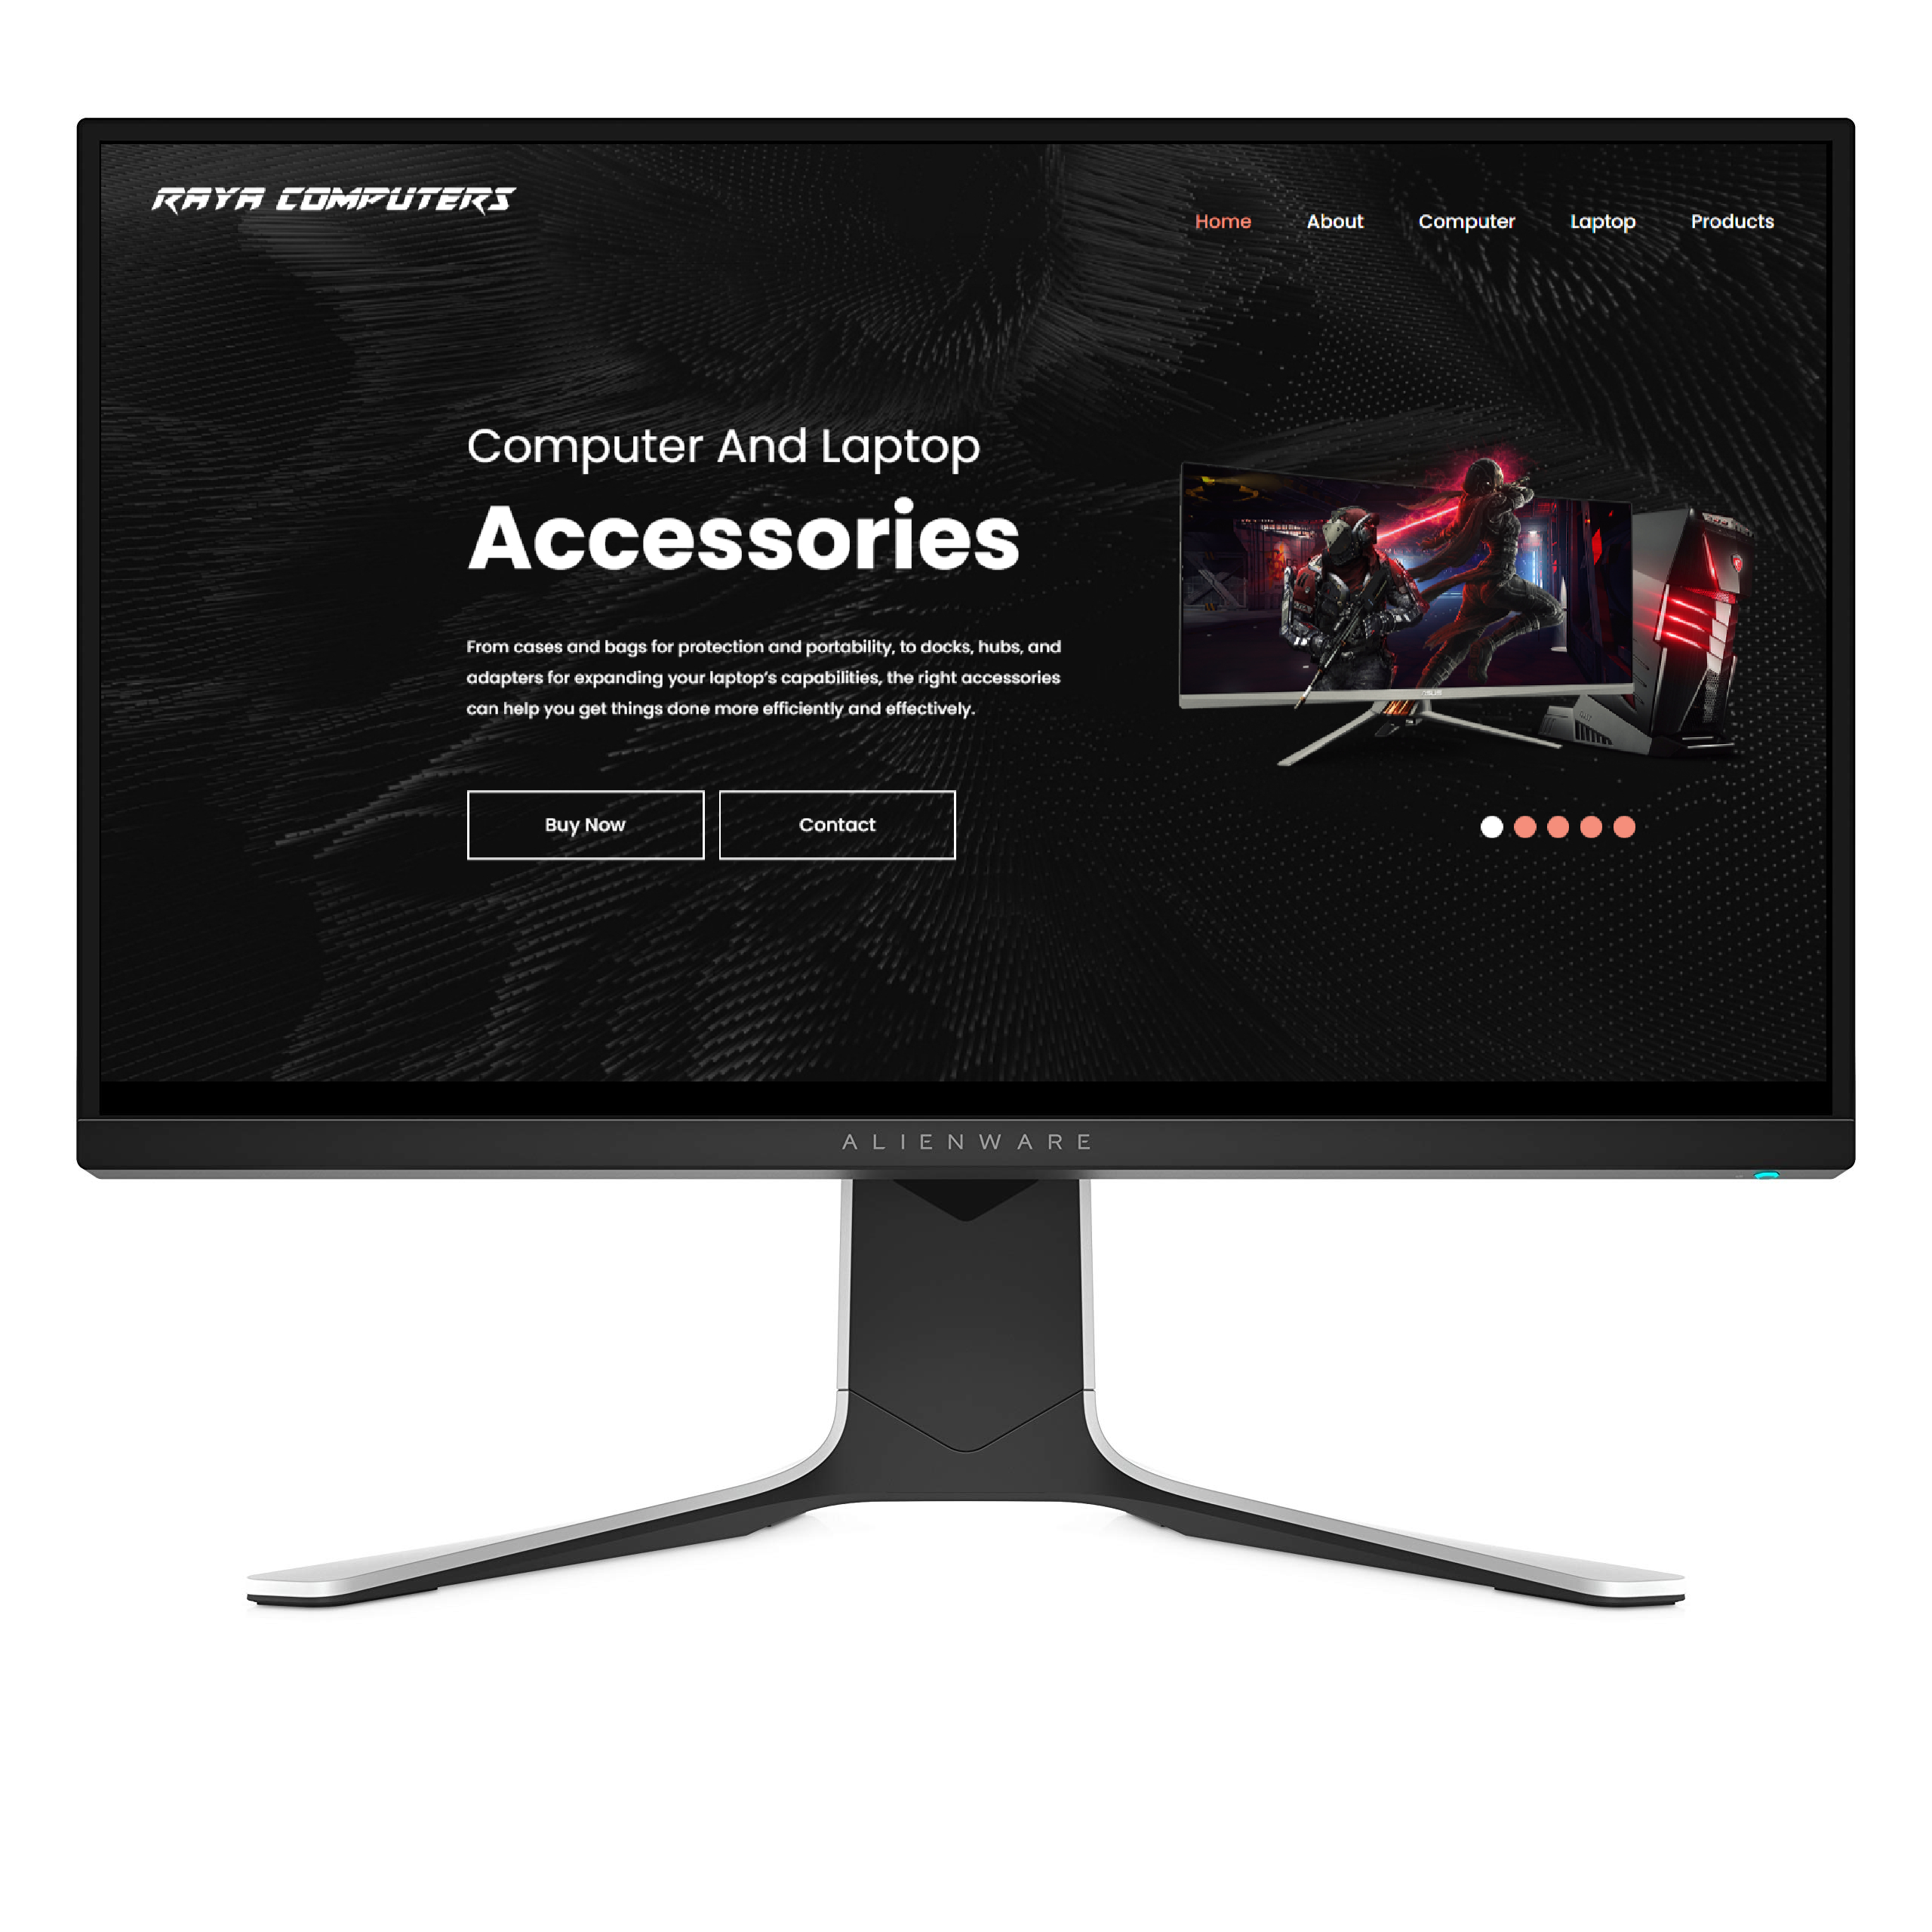 RAYA COMPUTERS
Home About Computer Laptop Products
Computer And Laptop
Accessories
From cases and bags for protection and portability, to docks, hubs, and
adapters for expanding your laptop's capabilities, the right accessories
can help you get things done more efficiently and effectively.
Buy Now Contact
ASUS
ALIENWARE